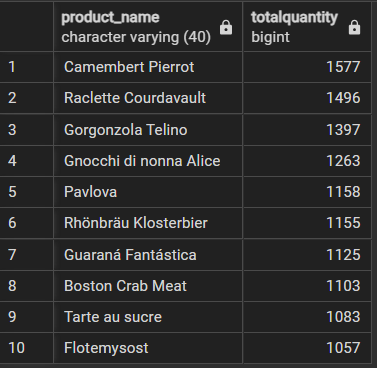 product_name totalquantity
character varying (40) bigint
1 Camembert Pierrot 1577
2 Raclette Courdavault 1496
3 Gorgonzola Telino 1397
4 Gnocchi di nonna Alice 1263
5 Pavlova 1158
6 Rhönbräu Klosterbier 1155
7 Guaraná Fantástica 1125
8 Boston Crab Meat 1103
9 Tarte au sucre 1083
10 Flotemysost 1057